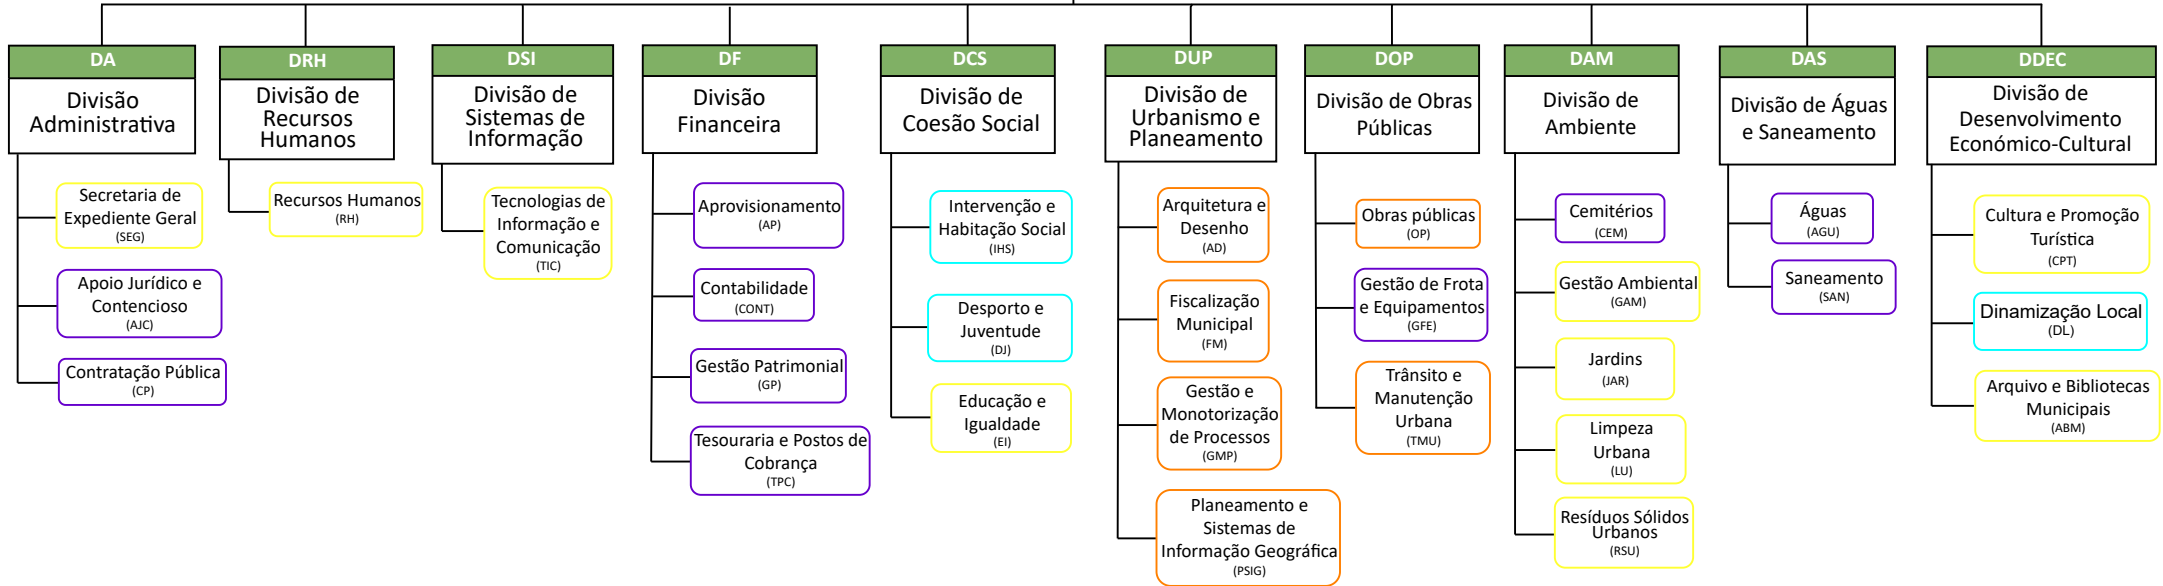 DA
Divisão
Administrativa
Secretaria de
Expediente Geral
(SEG)
Apoio Jurídico e
Contencioso
(AJC)
Contratação Pública
(CP)
DRH
Divisão de
Recursos
Humanos
Recursos Humanos
(RH)
DSI
Divisão de
Sistemas de
Informação
Tecnologias de
Informação e
Comunicação
(TIC)
DF
Divisão
Financeira
Aprovisionamento
(AP)
Contabilidade
(CONT)
Gestão Patrimonial
(GP)
Tesouraria e Postos de
Cobrança
(TPC)
DCS
Divisão de
Coesão Social
Intervenção e
Habitação Social
(IHS)
Desporto e
Juventude
(DJ)
Educação e
Igualdade
(EI)
DUP
Divisão de
Urbanismo e
Planeamento
Arquitetura e
Desenho
(AD)
Fiscalização
Municipal
(FM)
Gestão e
Monotorização
de Processos
(GMP)
Planeamento e
Sistemas de
Informação Geográfica
(PSIG)
DOP
Divisão de Obras
Públicas
Obras públicas
(OP)
Gestão de Frota
e Equipamentos
(GFE)
Trânsito e
Manutenção
Urbana
(TMU)
DAM
Divisão de
Ambiente
Cemitérios
(CEM)
Gestão Ambiental
(GAM)
Jardins
(JAR)
Limpeza
Urbana
(LU)
Resíduos Sólidos
Urbanos
(RSU)
DAS
Divisão de Águas
e Saneamento
Águas
(AGU)
Saneamento
(SAN)
DDEC
Divisão de
Desenvolvimento
Económico-Cultural
Cultura e Promoção
Turística
(CPT)
Dinamização Local
(DL)
Arquivo e Bibliotecas
Municipais
(ABM)